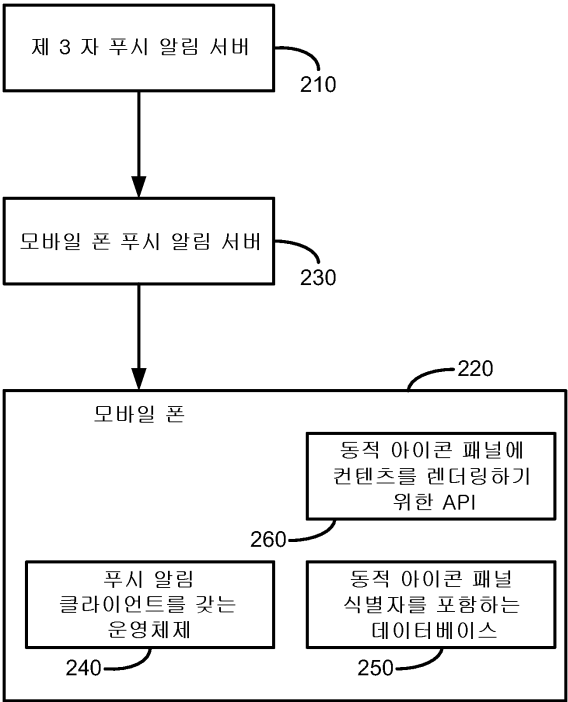 제 3 자 푸시 알림 서버
210
모바일 폰 푸시 알림 서버
230
220
모바일 폰
동적 아이콘 패널에
컨텐츠를 렌더링하기
위한 API
260
푸시 알림
클라이언트를 갖는
운영체제
240
동적 아이콘 패널
식별자를 포함하는
데이터베이스
250